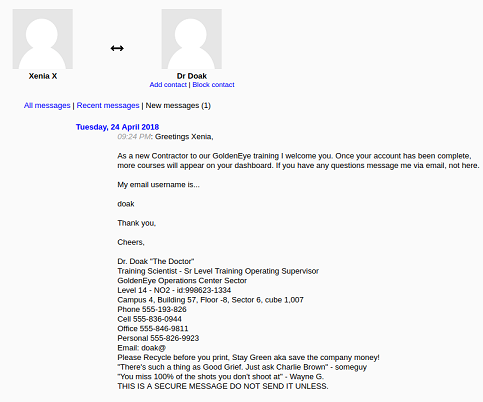 Xenia X
Dr Doak
Add contact | Block contact
All messages | Recent messages | New messages (1)
Tuesday, 24 April 2018
09:24 PM: Greetings Xenia,
As a new Contractor to our GoldenEye training I welcome you. Once your account has been complete,
more courses will appear on your dashboard. If you have any questions message me via email, not here.
My email username is...
doak
Thank you,
Cheers,
Dr. Doak "The Doctor"
Training Scientist - Sr Level Training Operating Supervisor
GoldenEye Operations Center Sector
Level 14 - NO2 - id:998623-1334
Campus 4, Building 57, Floor -8, Sector 6, cube 1,007
Phone 555-193-826
Cell 555-836-0944
Office 555-846-9811
Personal 555-826-9923
Email: doak@
Please Recycle before you print, Stay Green aka save the company money!
"There's such a thing as Good Grief. Just ask Charlie Brown" - someguy
"You miss 100% of the shots you don't shoot at" - Wayne G.
THIS IS A SECURE MESSAGE DO NOT SEND IT UNLESS.